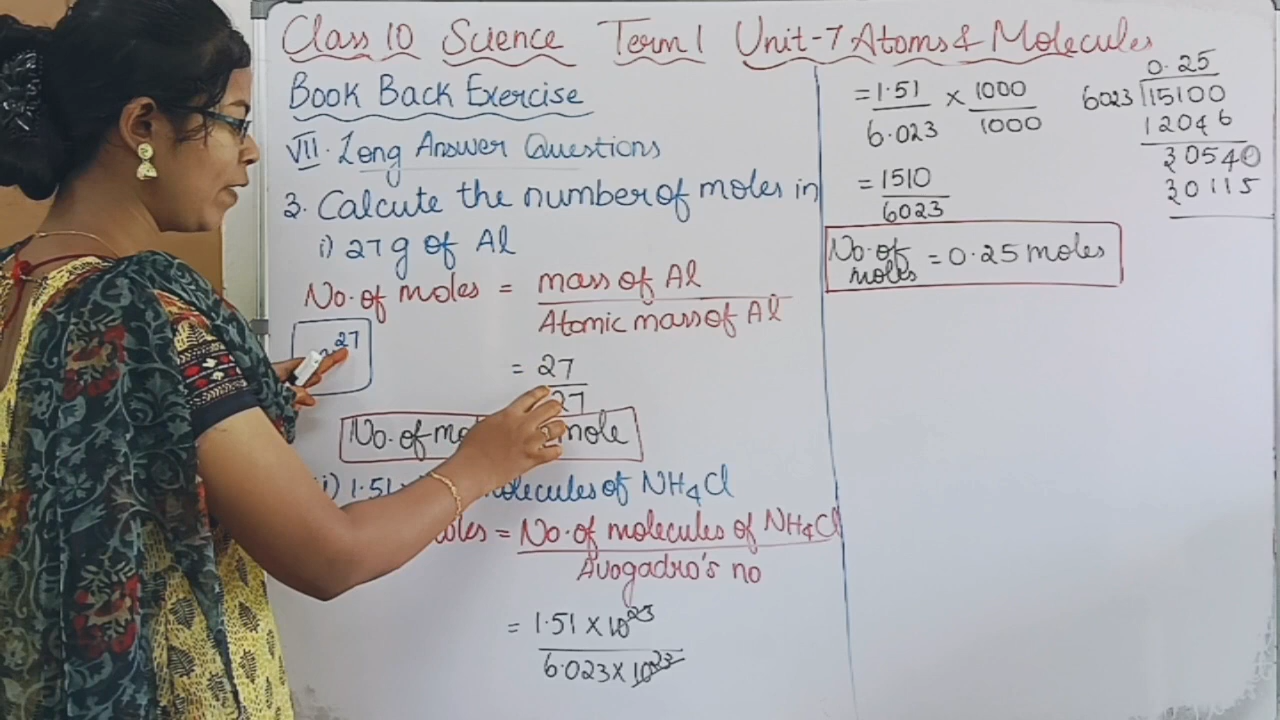 Class 10 Science Term 1 Unit-7 Atoms & Molecules
Book Back Exercise
VII. Long Answer Questions
3. Calcute the number of moles in
i) 27 g of Al
No. of moles = mass of Al
Atomic mass of Al
27
= 27
27
No. of mole
1.51 molecules of NH4Cl
= No. of molecules of NH4Cl
Avogadro's no
= 1.51 × 10²³
6.023 × 10²³
= 1.51 × 1000
6.023 1000
= 1510
6023
No. of moles = 0.25 moles
0.25
6023 15100
12046
30540
30115